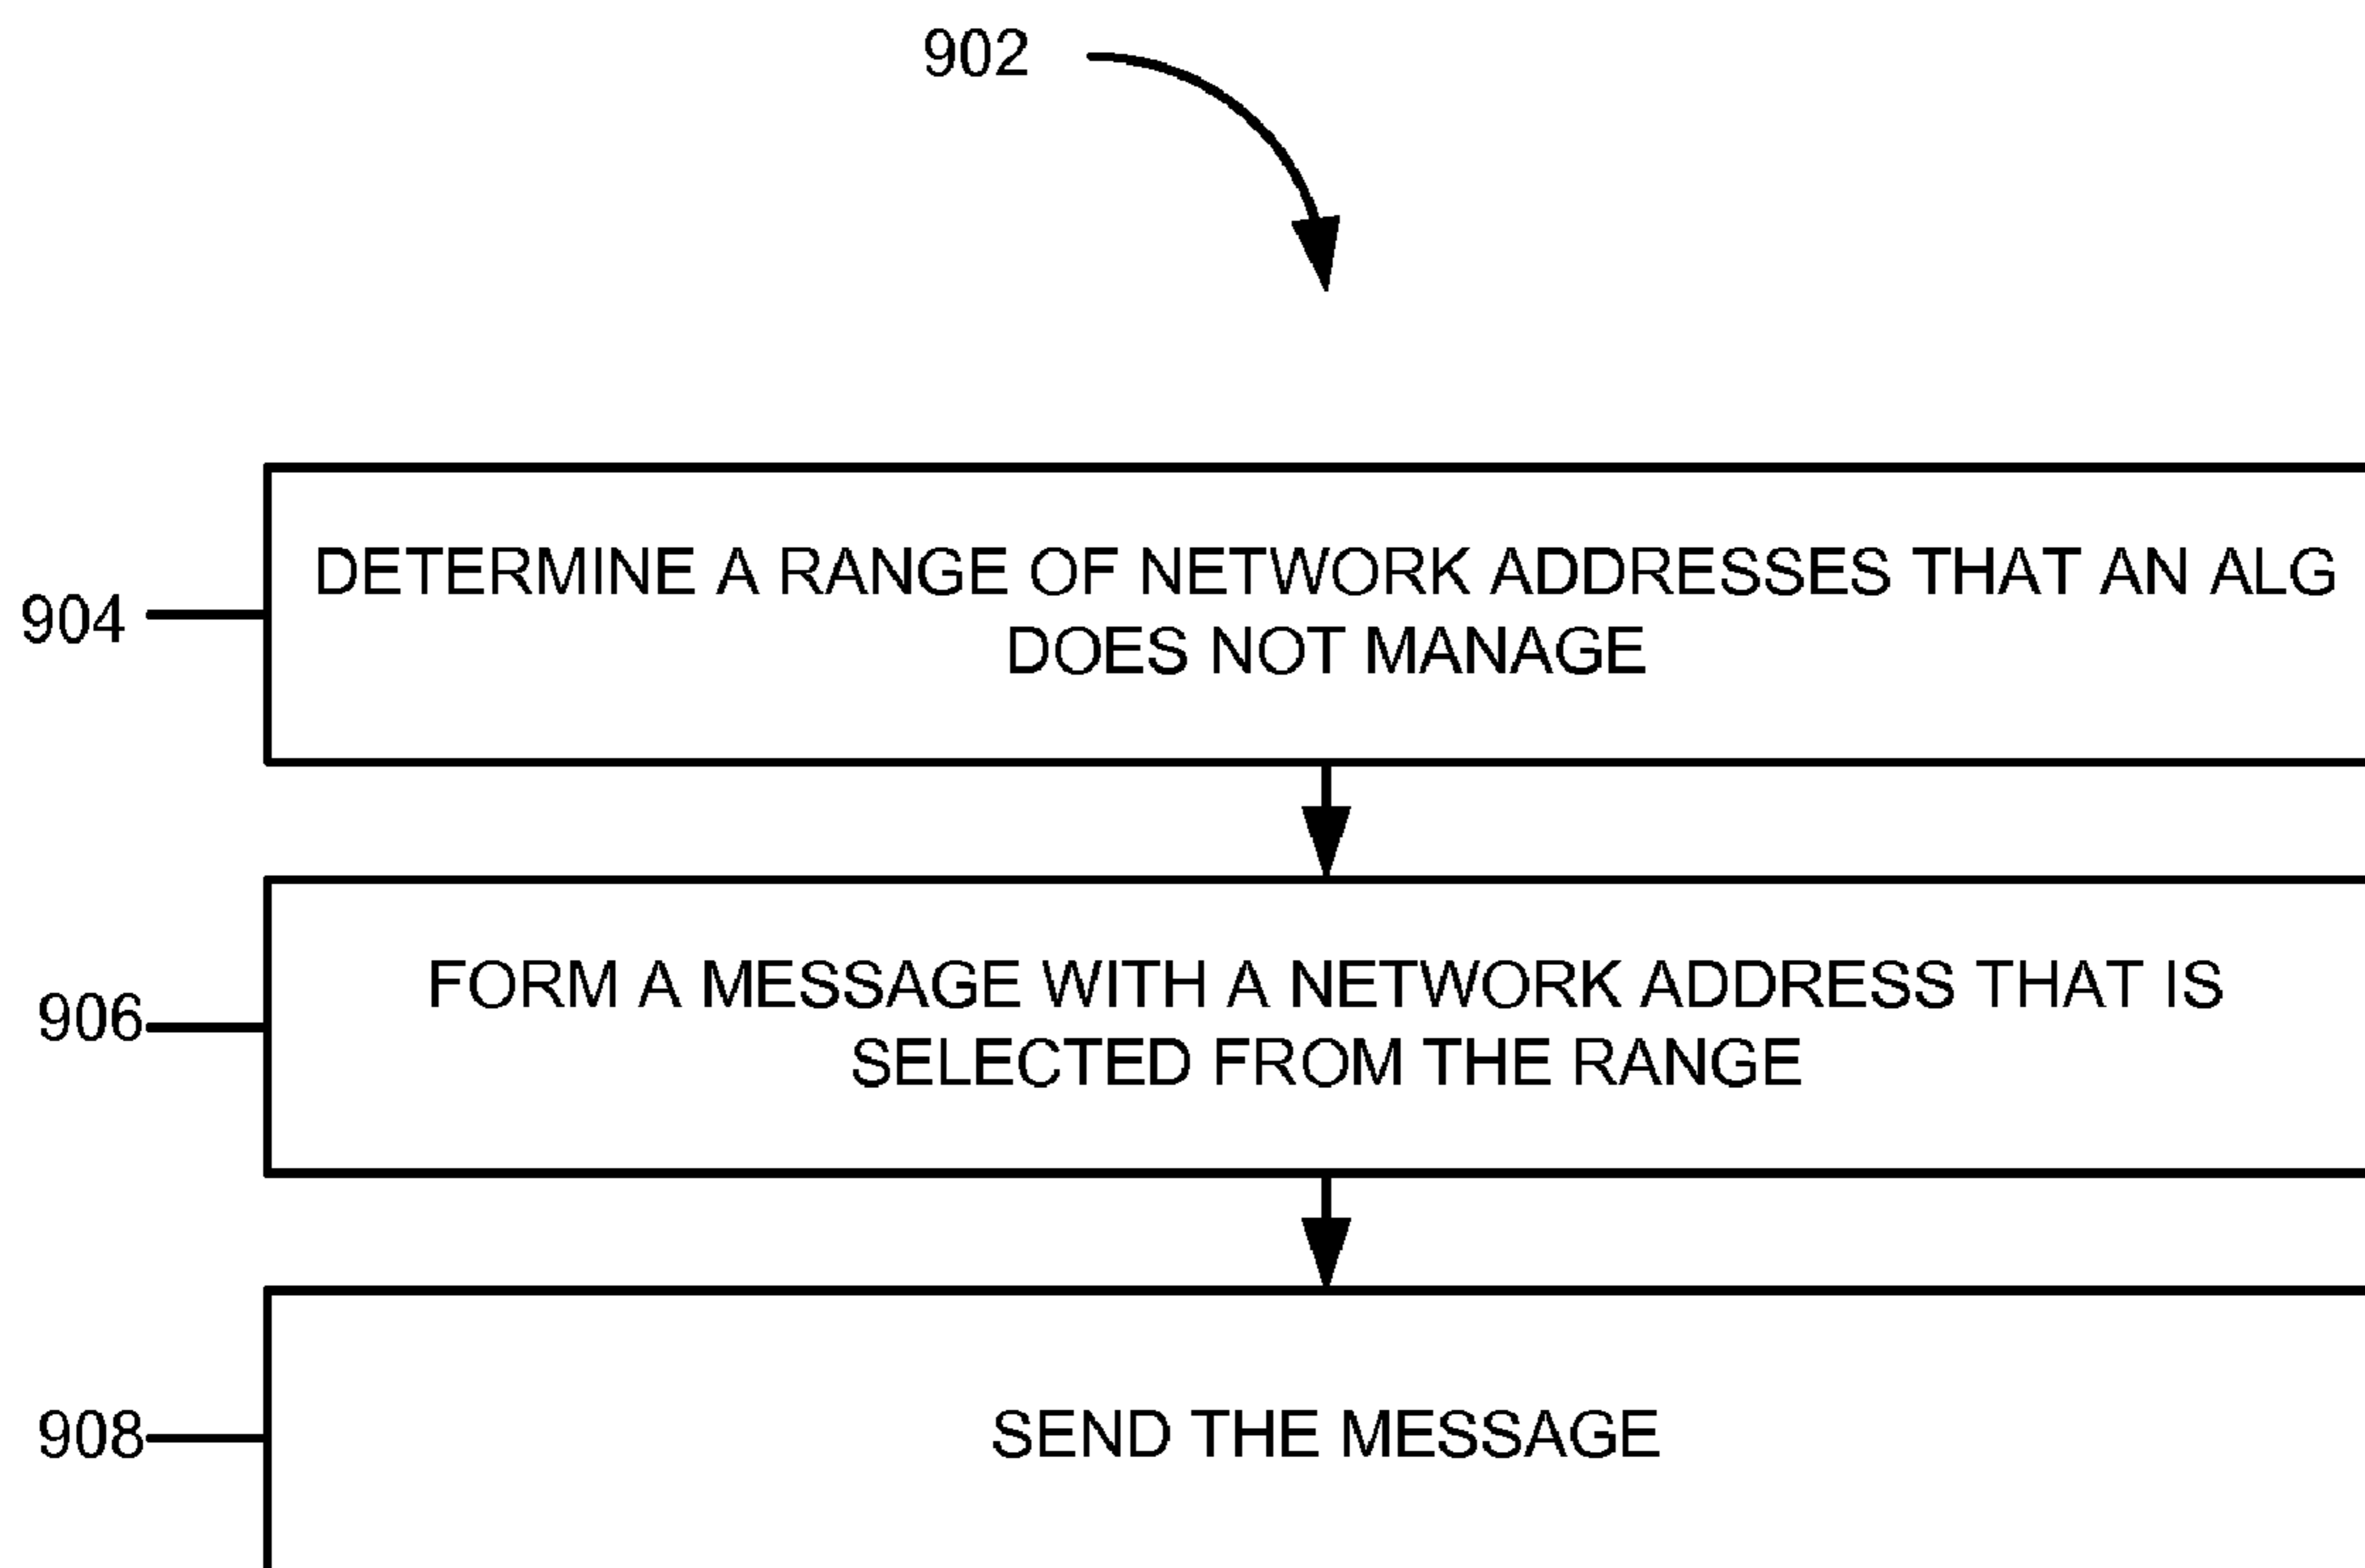 902
904
DETERMINE A RANGE OF NETWORK ADDRESSES THAT AN ALG
DOES NOT MANAGE
906
FORM A MESSAGE WITH A NETWORK ADDRESS THAT IS
SELECTED FROM THE RANGE
908
SEND THE MESSAGE